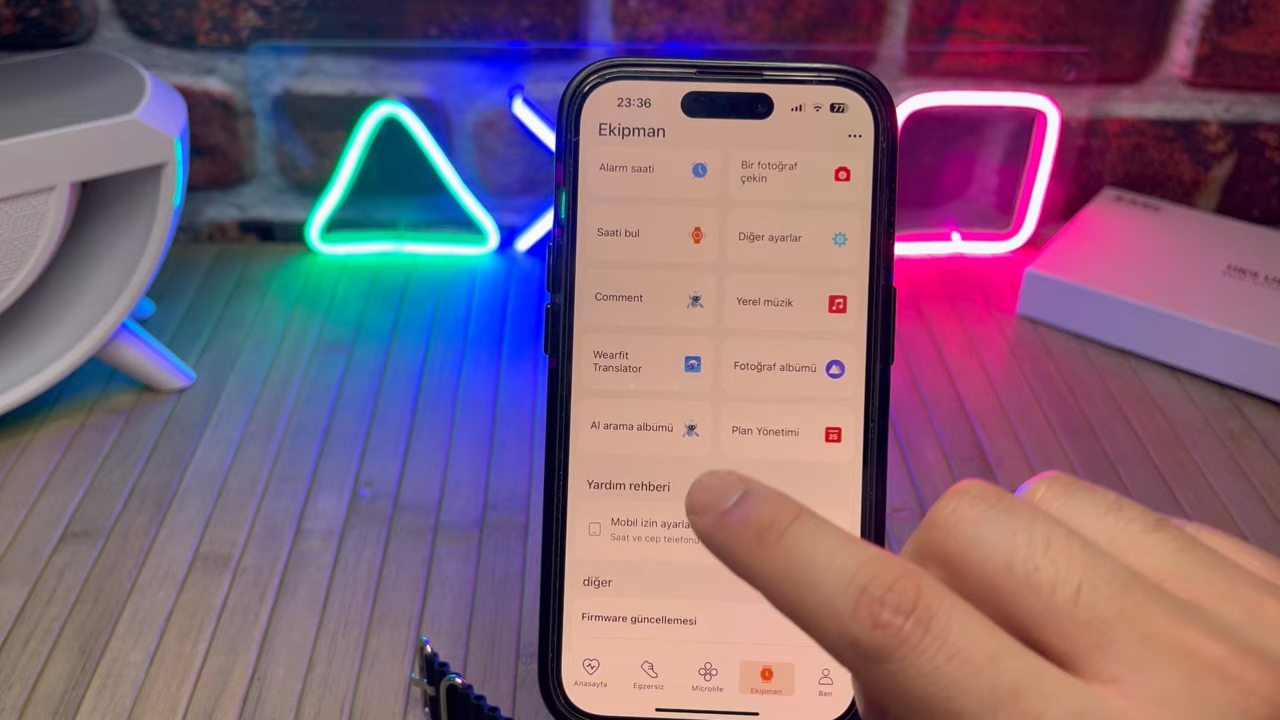 23:36
77
Ekipman
Alarm saati
Bir fotoğraf
çekin
Saati bul
Diğer ayarlar
Comment
Yerel müzik
Wearfit
Translator
Fotoğraf albümü
AI arama albümü
Plan Yönetimi
25
Yardım rehberi
Mobil izin
Saat ve cep
diğer
Firmware güncellemesi
Anasayfa
Egzersiz
Microlife
Ekipman
Ben